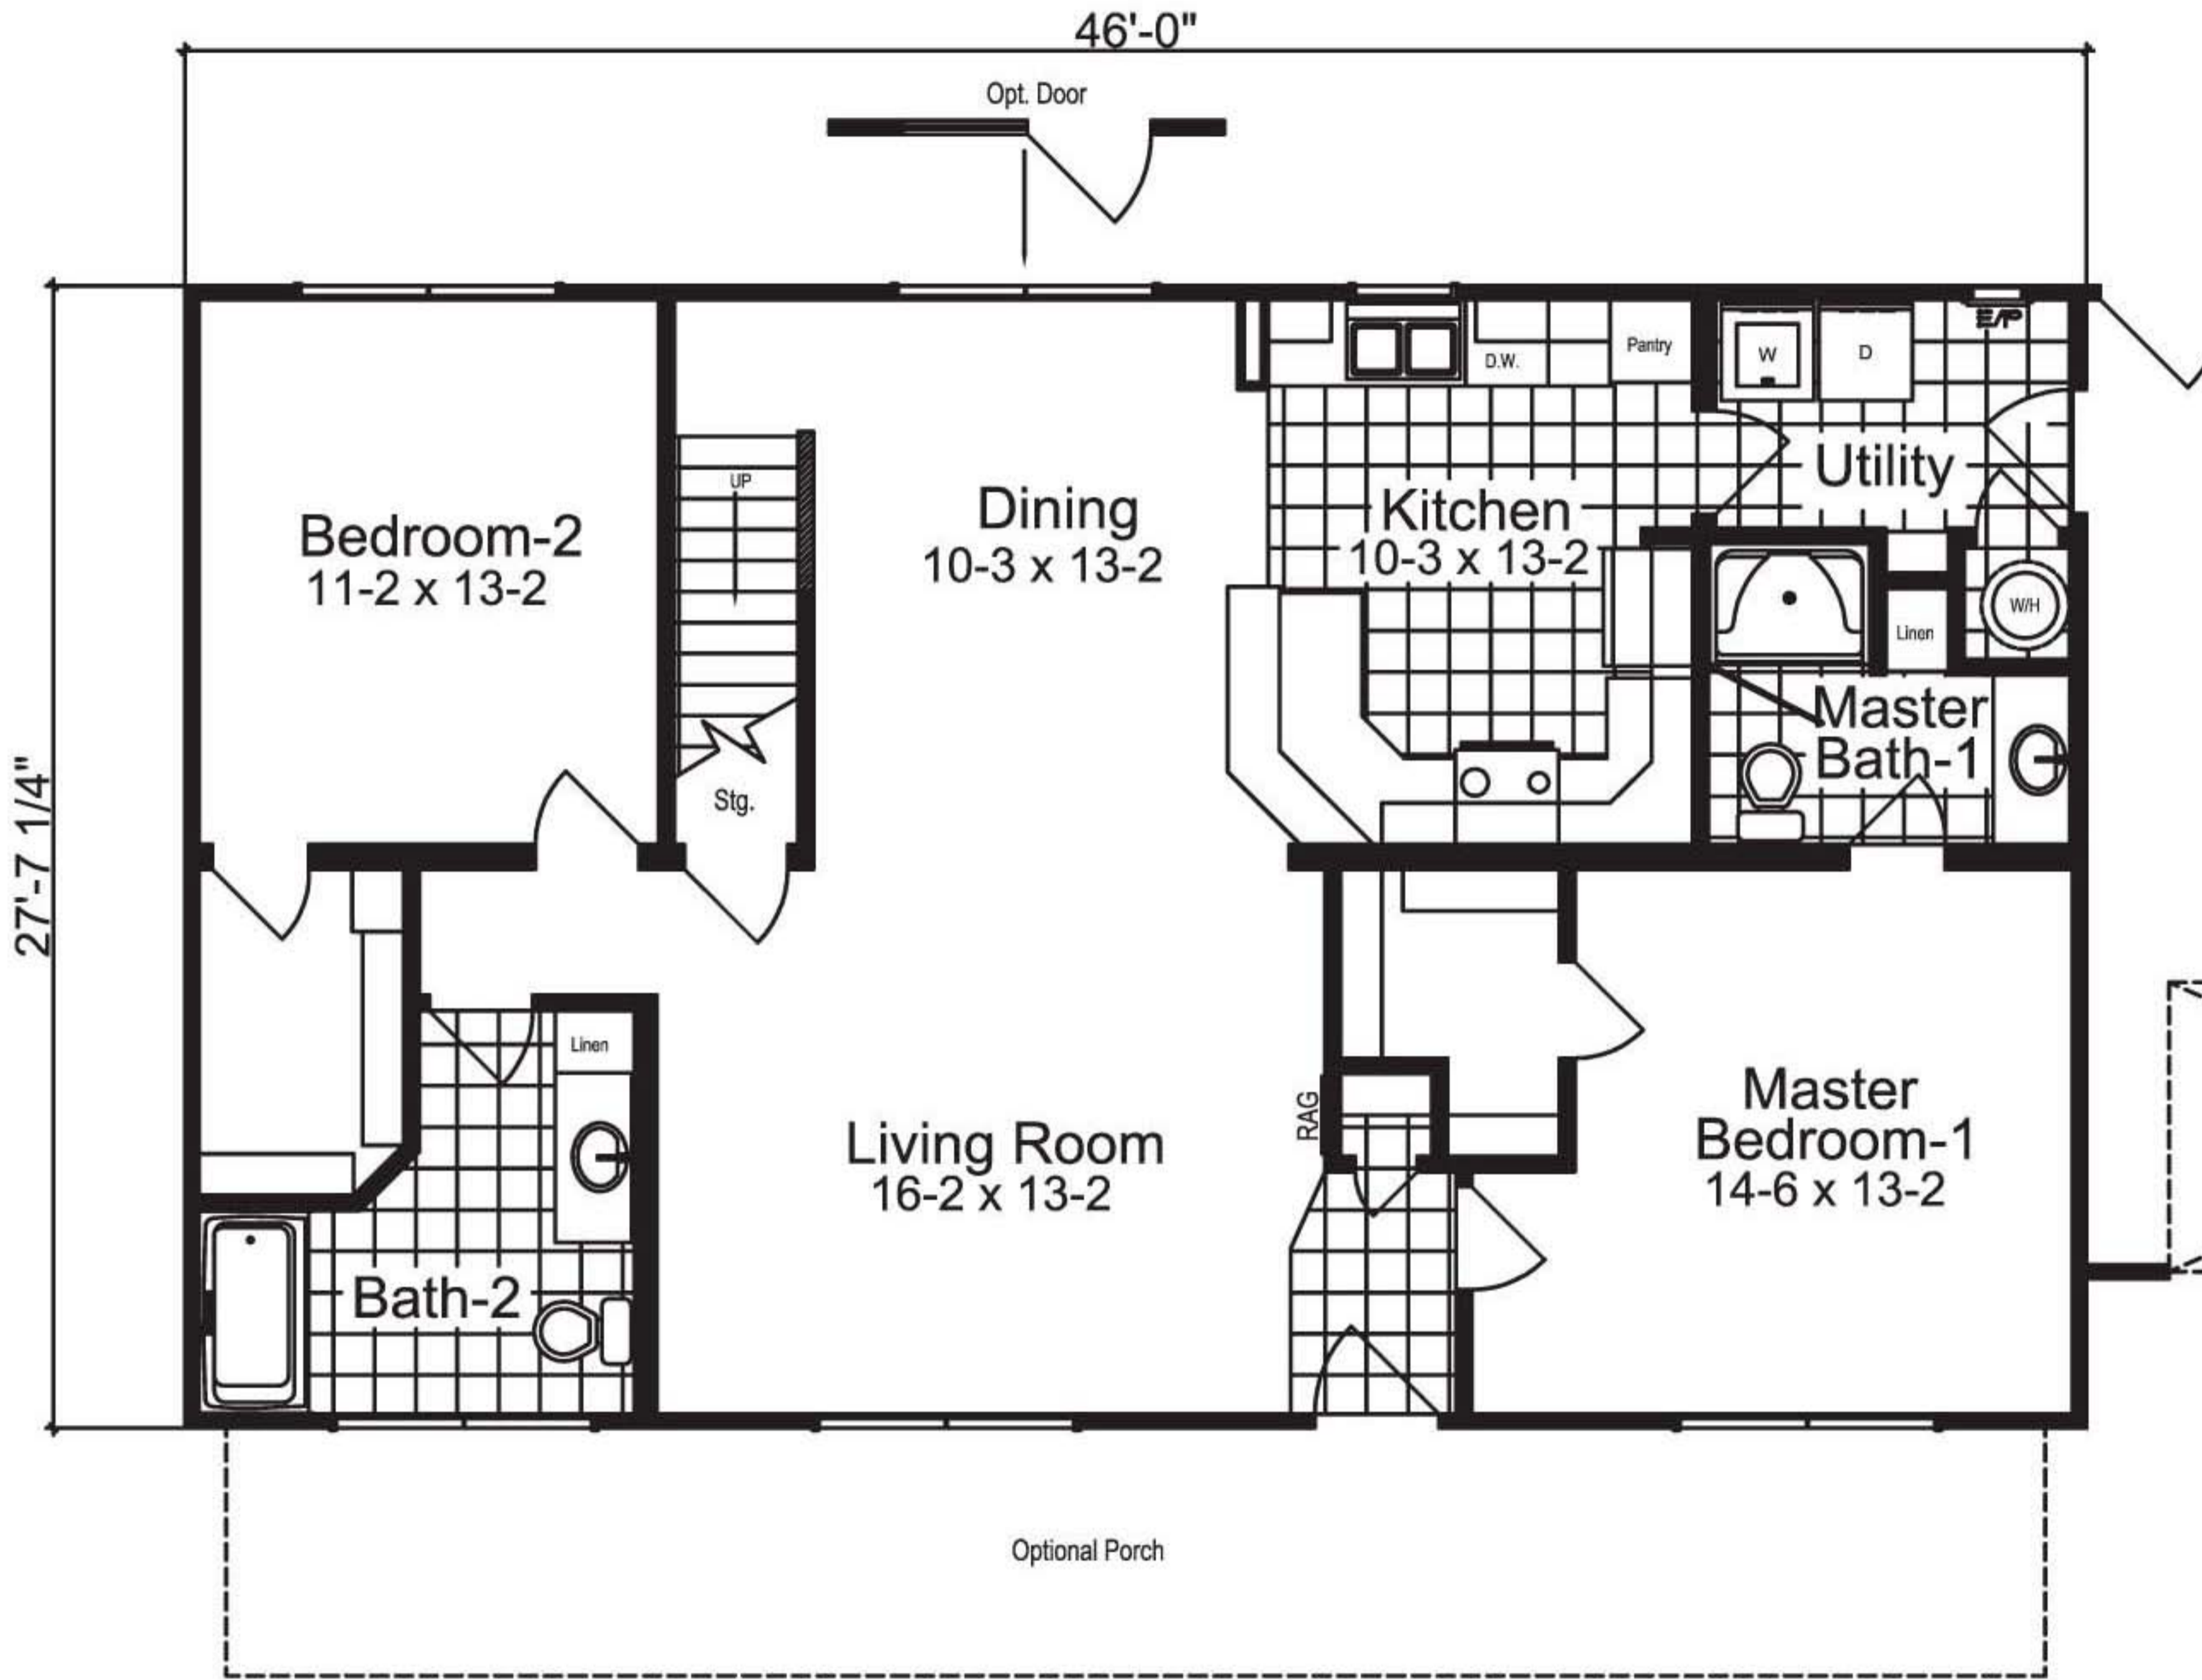 46'-0"
Opt. Door
27'-7 1/4"
Bedroom-2
11-2 x 13-2
UP
Stg.
Dining
10-3 x 13-2
Kitchen
10-3 x 13-2
D.W.
Pantry
W
D
E/P
Utility
Linen
W/H
Master
Bath-1
Linen
Bath-2
Living Room
16-2 x 13-2
RAG
Master
Bedroom-1
14-6 x 13-2
Optional Porch